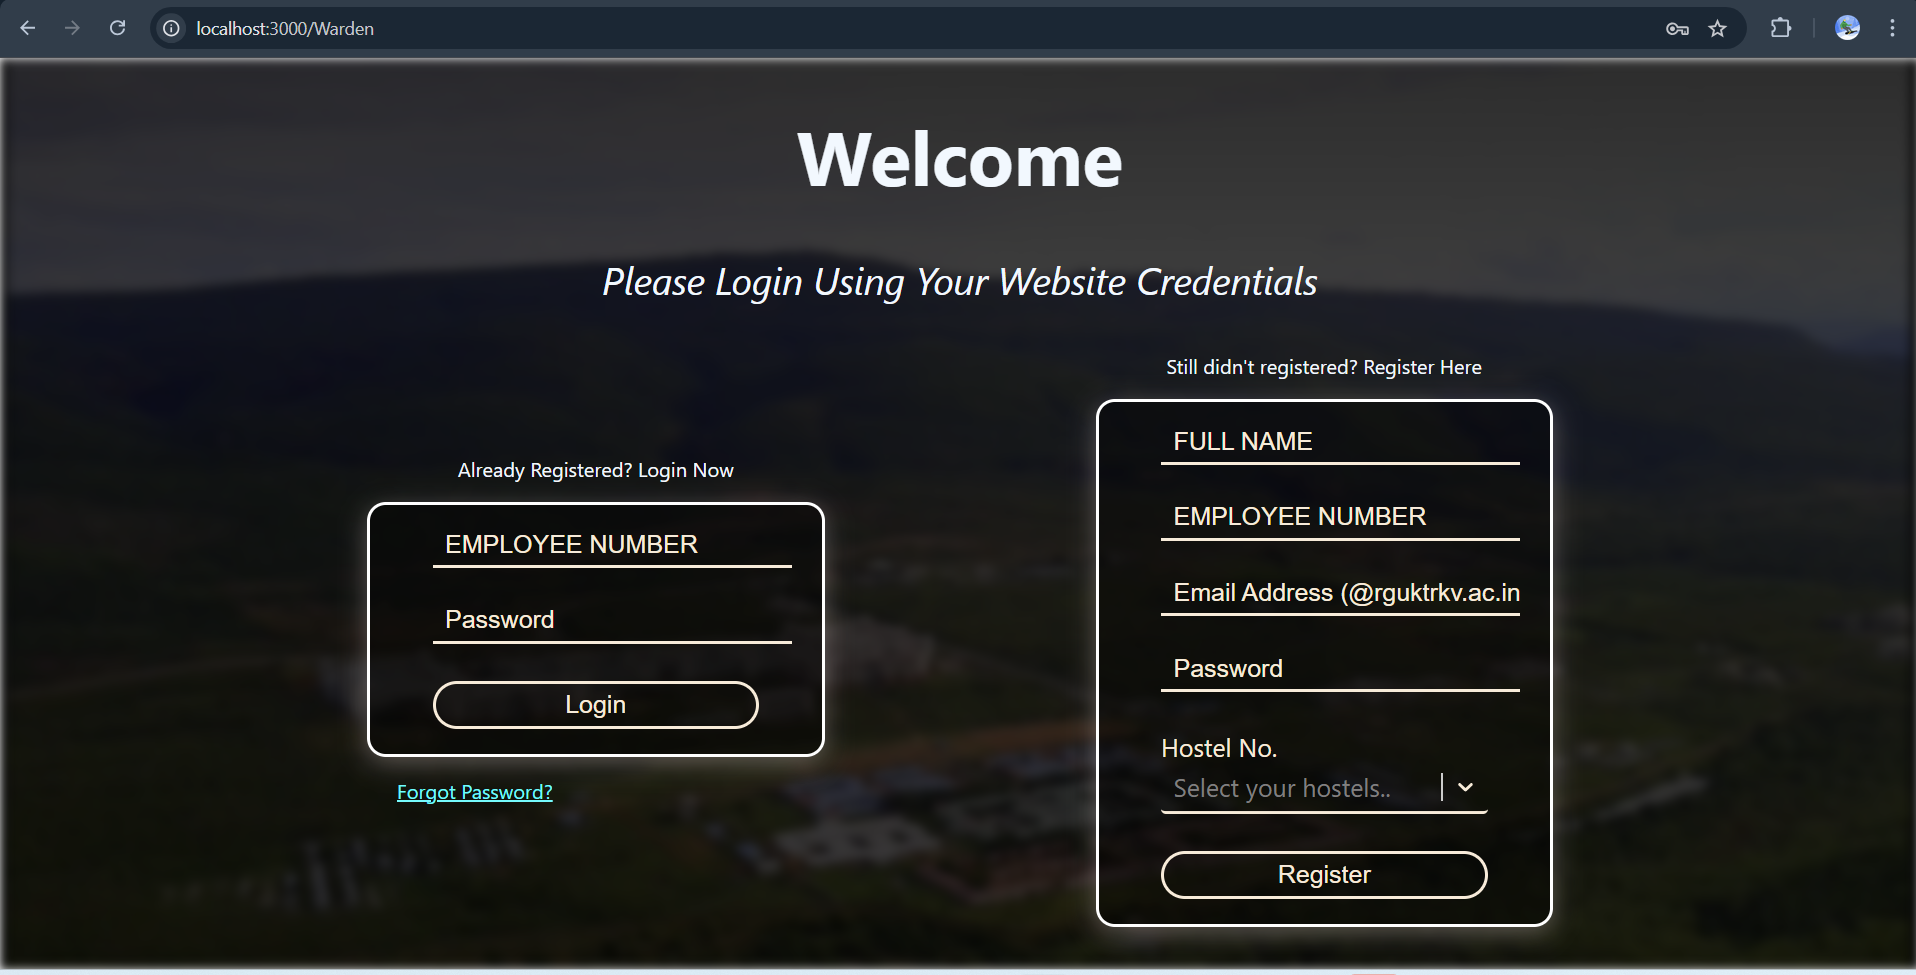 localhost:3000/Warden
Welcome
Please Login Using Your Website Credentials
Already Registered? Login Now
EMPLOYEE NUMBER
Password
Login
Forgot Password?
Still didn't registered? Register Here
FULL NAME
EMPLOYEE NUMBER
Email Address (@rguktrkv.ac.in
Password
Hostel No.
Select your hostels..
Register